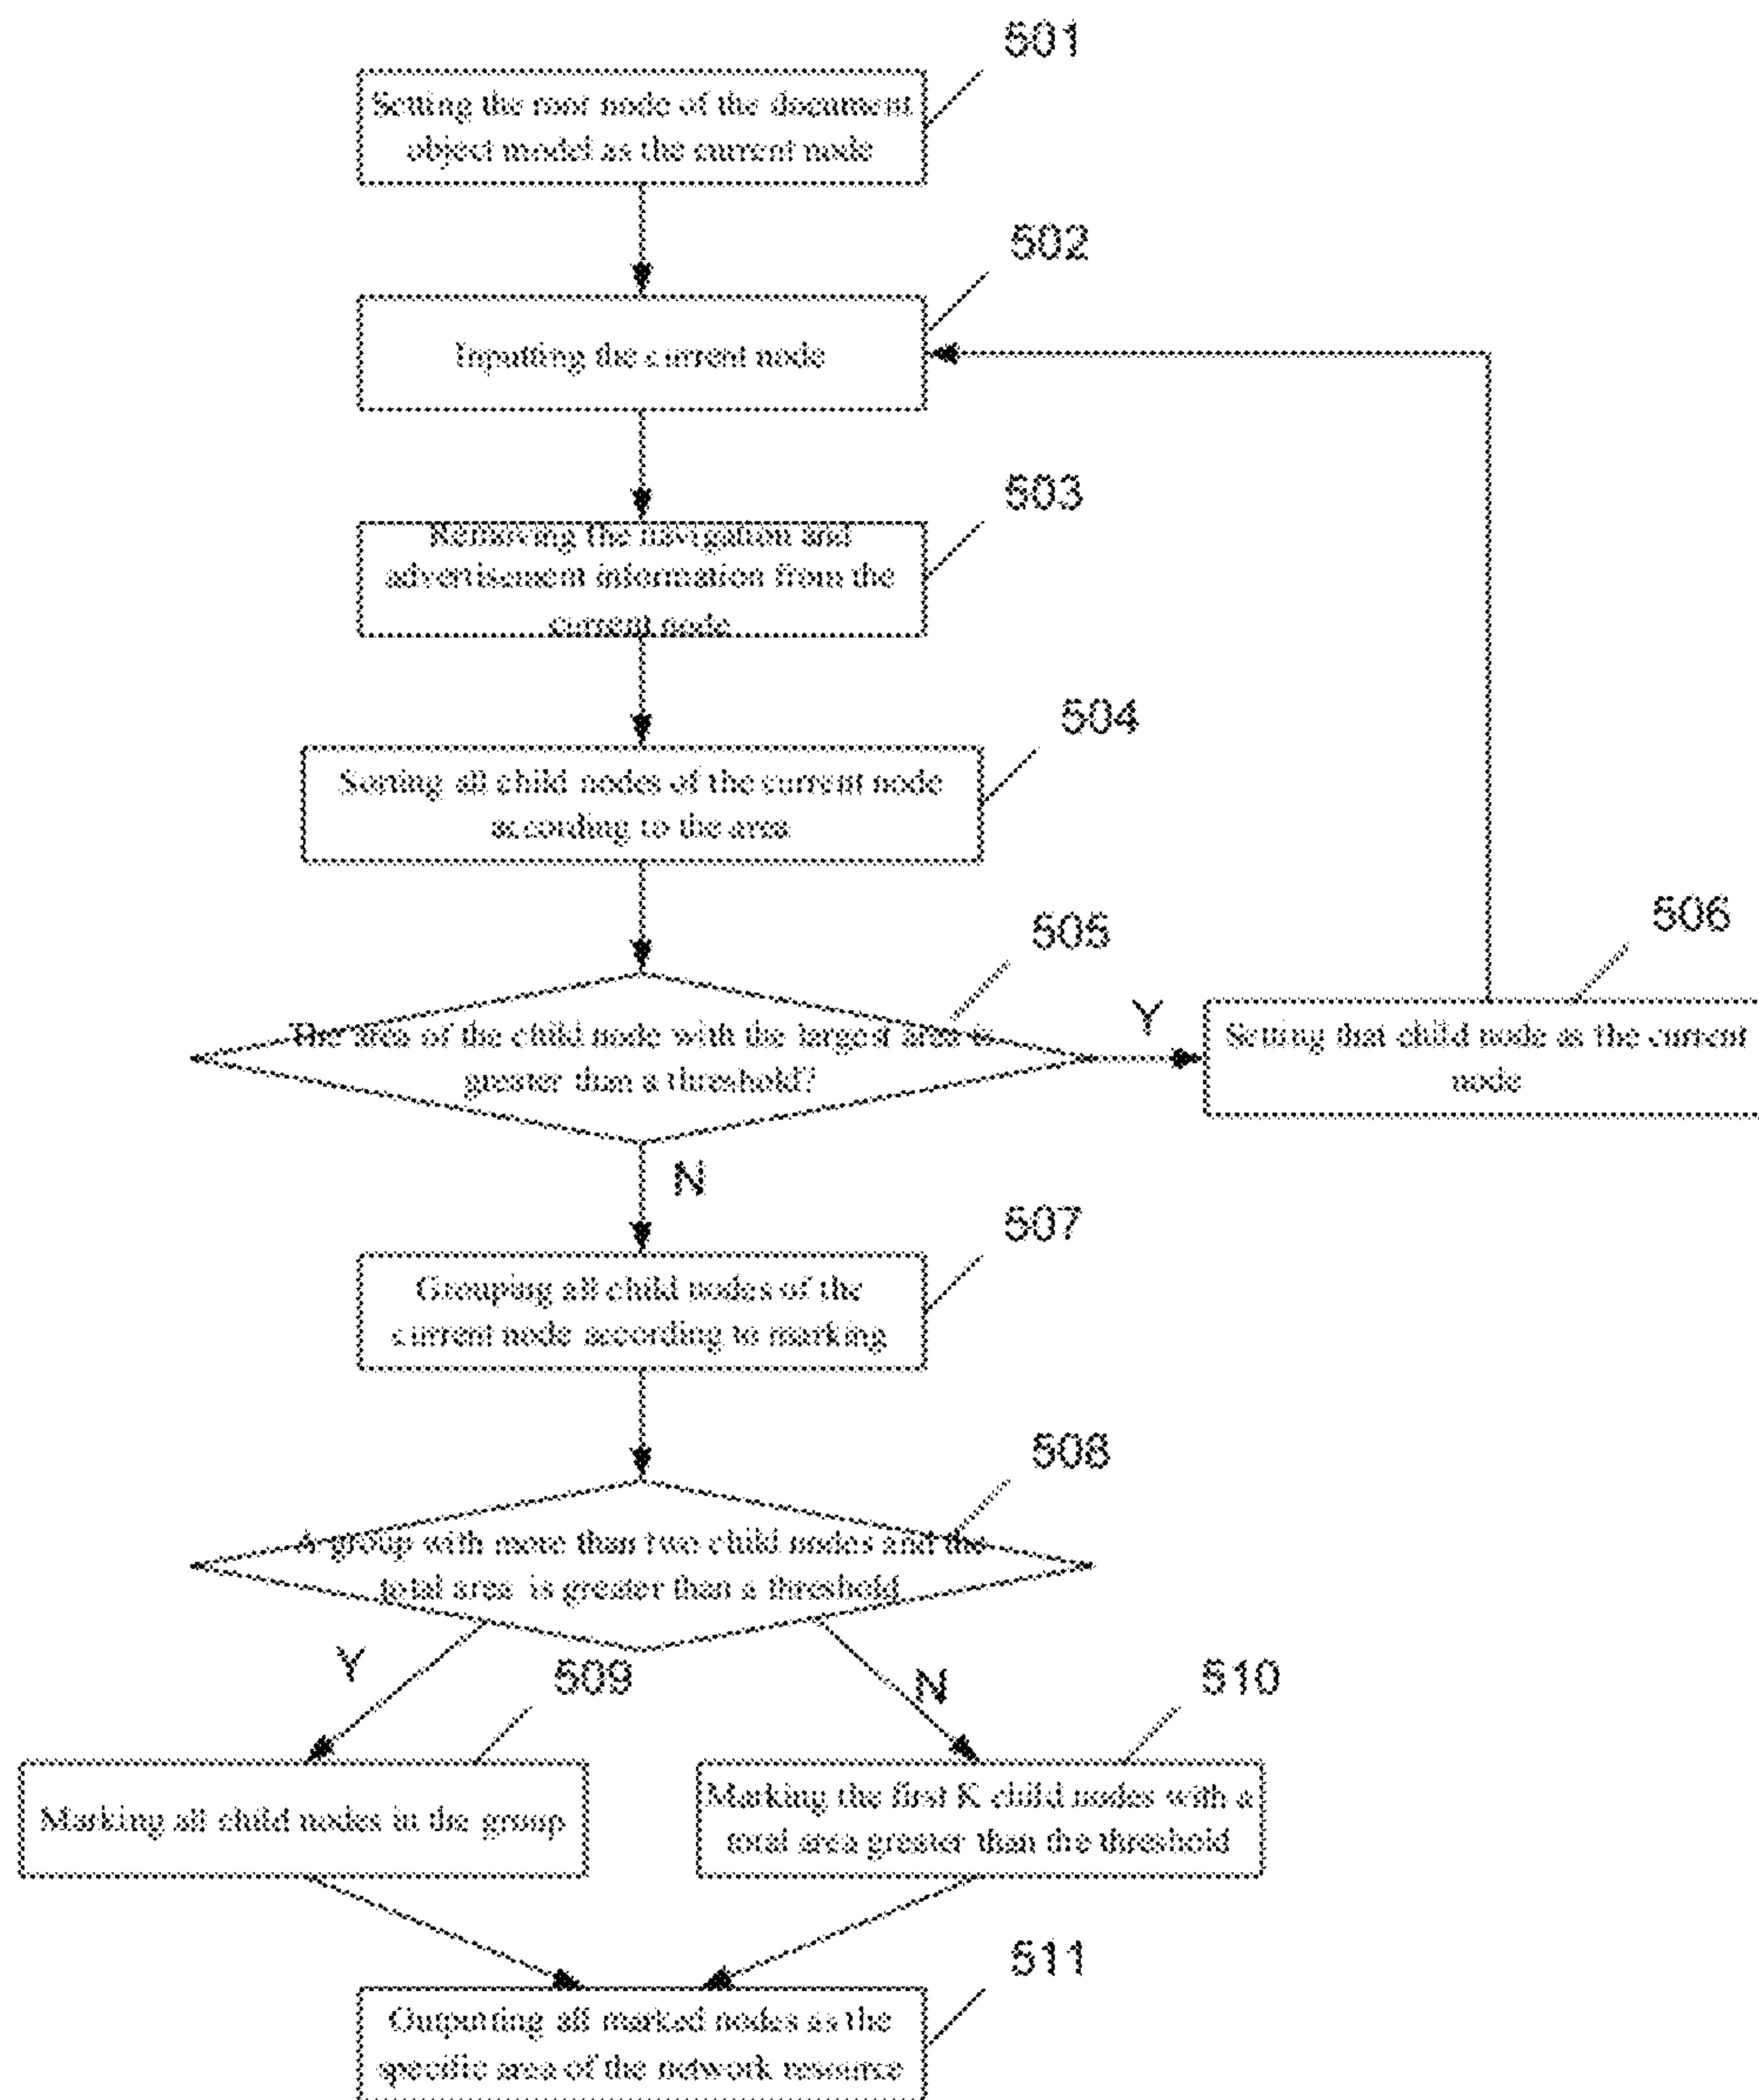 501
Setting the root node of the document
object model as the current node
502
Inputting the current node
503
Removing the navigation and
advertisement information from the
current node
504
Sorting all child nodes of the current node
according to the area
505
The area of the child node with the largest area is
greater than a threshold?
Y
506
Setting that child node as the current
node
N
507
Grouping all child nodes of the
current node according to marking
508
A group with more than two child nodes and the
total area is greater than a threshold
Y
N
509
Marking all child nodes in the group
510
Marking the first K child nodes with a
total area greater than the threshold
511
Outputting all marked nodes as the
specific area of the network resource